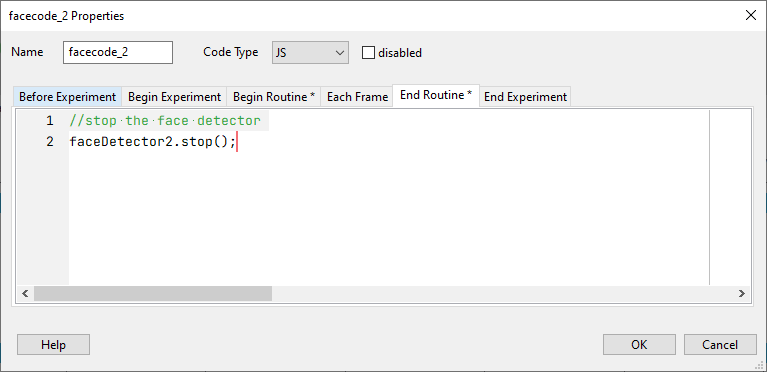 facecode_2 Properties
Name facecode_2 Code Type JS disabled
Before Experiment Begin Experiment Begin Routine * Each Frame End Routine * End Experiment
1 //stop the face detector
2 faceDetector2.stop();
Help OK Cancel